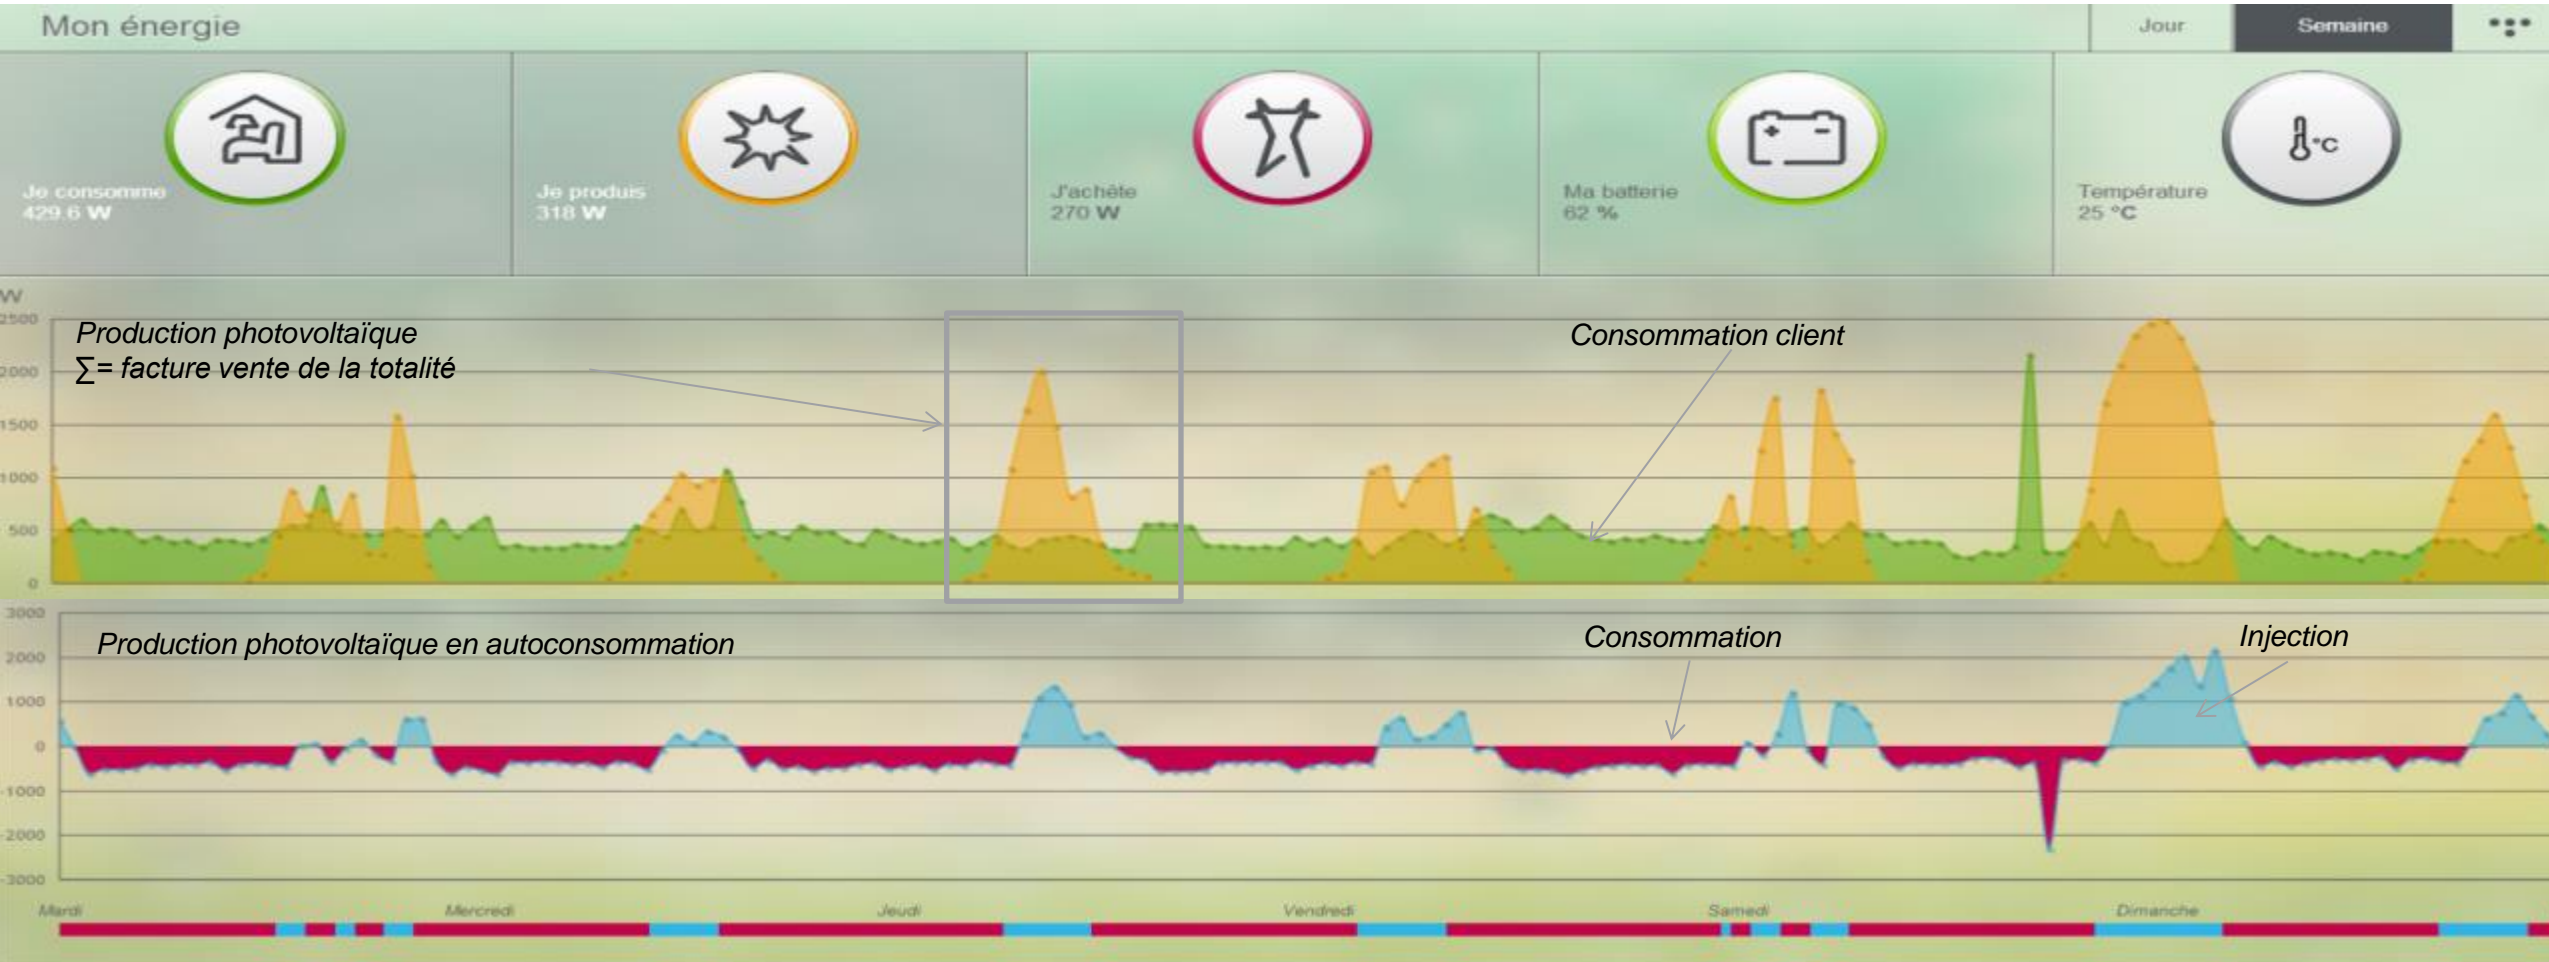 Mon énergie
Jour
Semaine
Je consomme
429.6 W
Je produis
318 W
J'achète
270 W
Ma batterie
62 %
Température
25 °C
°C
W
2500
2000
1500
1000
500
0
Production photovoltaïque
∑= facture vente de la totalité
Consommation client
3000
2000
1000
0
-1000
-2000
-3000
Production photovoltaïque en autoconsommation
Consommation
Injection
Mardi
Mercredi
Jeudi
Vendredi
Samedi
Dimanche